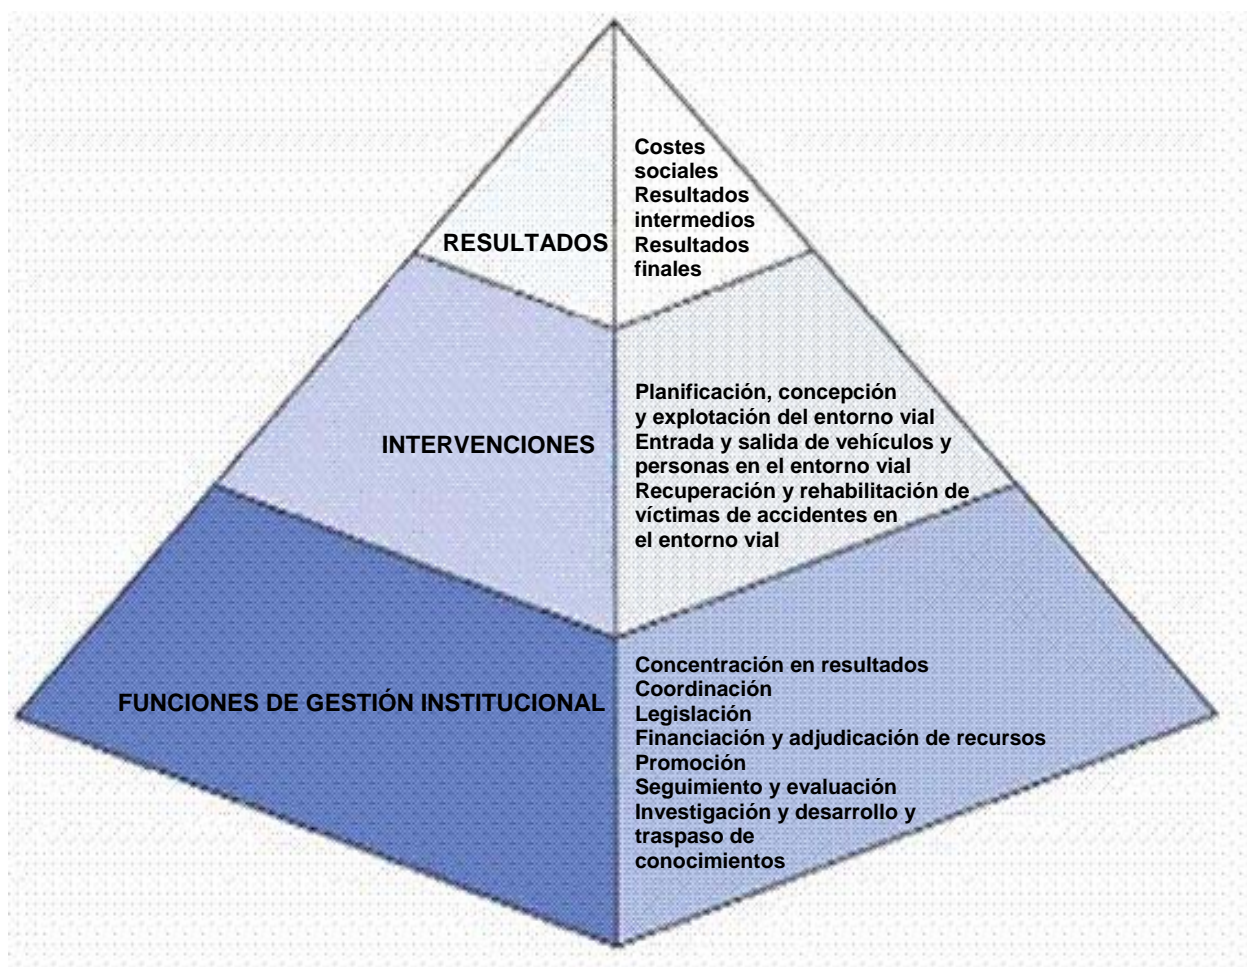 RESULTADOS
Costes
sociales
Resultados
intermedios
Resultados
finales
INTERVENCIONES
Planificación, concepción
y explotación del entorno vial
Entrada y salida de vehículos y
personas en el entorno vial
Recuperación y rehabilitación de
víctimas de accidentes en
el entorno vial
FUNCIONES DE GESTIÓN INSTITUCIONAL
Concentración en resultados
Coordinación
Legislación
Financiación y adjudicación de recursos
Promoción
Seguimiento y evaluación
Investigación y desarrollo y
traspaso de
conocimientos